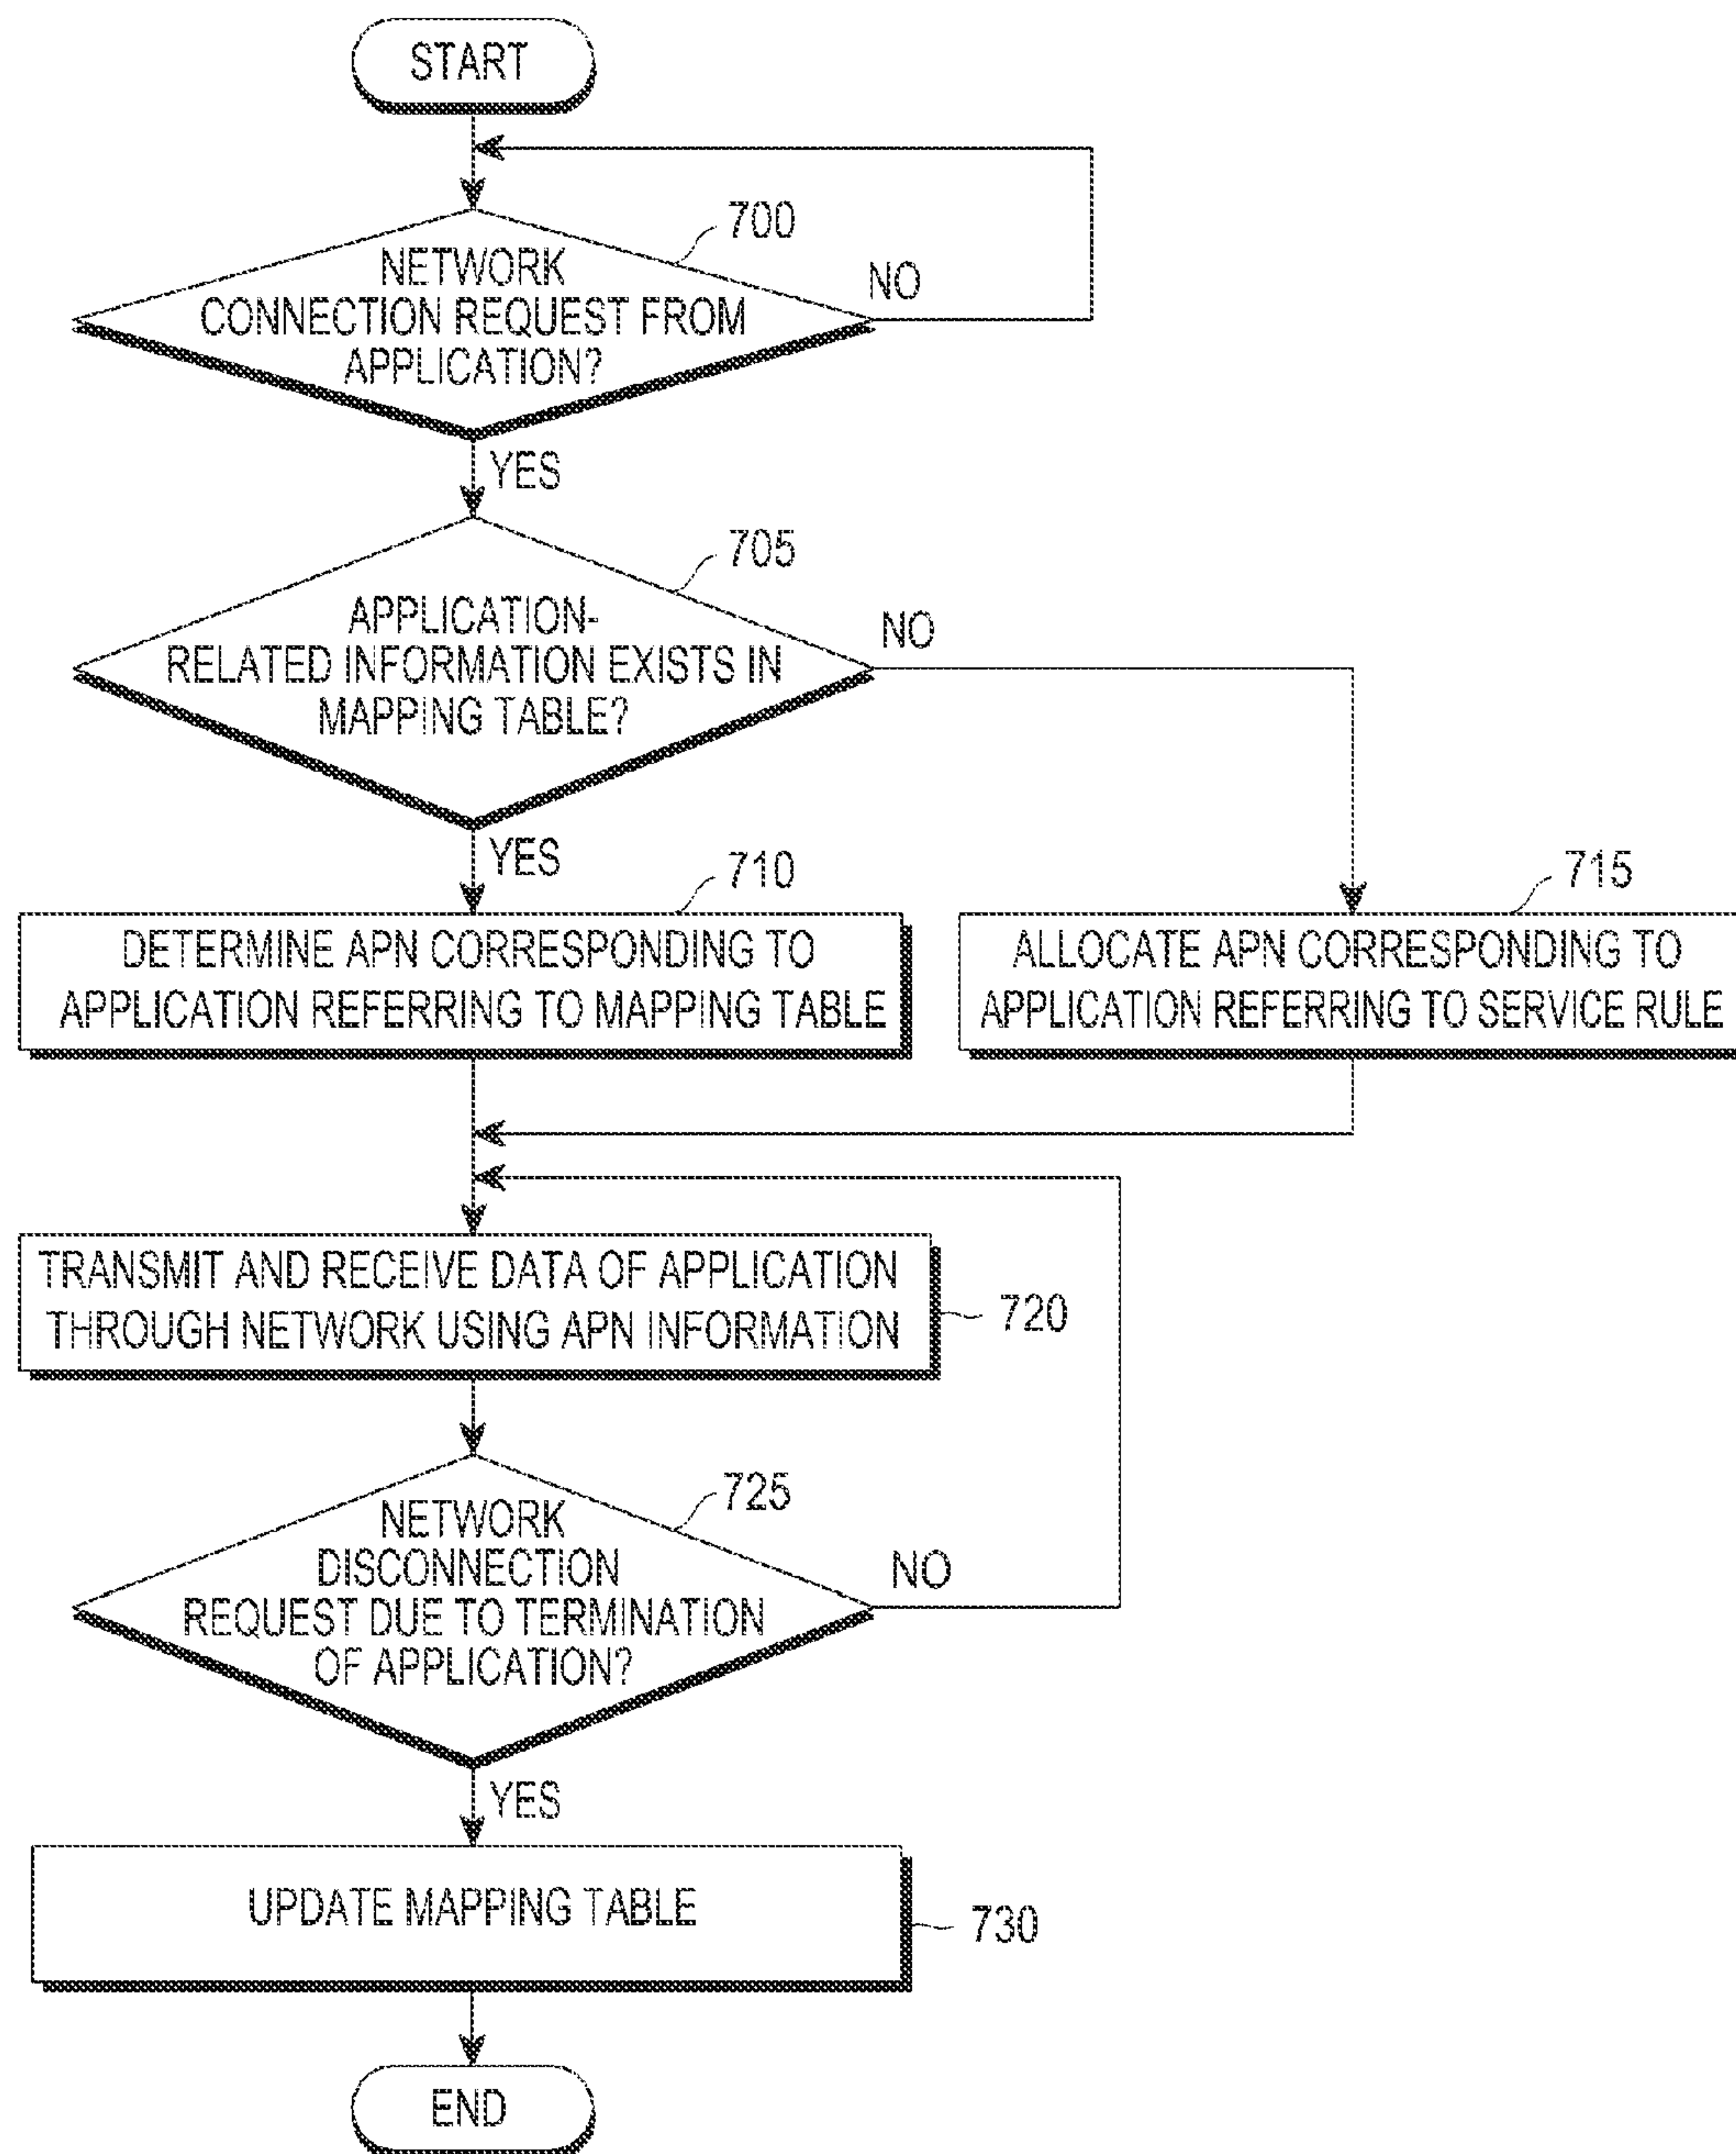 START
700
NETWORK
CONNECTION REQUEST FROM
APPLICATION?
NO
YES
705
APPLICATION-
RELATED INFORMATION EXISTS IN
MAPPING TABLE?
NO
YES
710
DETERMINE APN CORRESPONDING TO
APPLICATION REFERRING TO MAPPING TABLE
715
ALLOCATE APN CORRESPONDING TO
APPLICATION REFERRING TO SERVICE RULE
TRANSMIT AND RECEIVE DATA OF APPLICATION
THROUGH NETWORK USING APN INFORMATION
720
725
NETWORK
DISCONNECTION
REQUEST DUE TO TERMINATION
OF APPLICATION?
NO
YES
UPDATE MAPPING TABLE
730
END